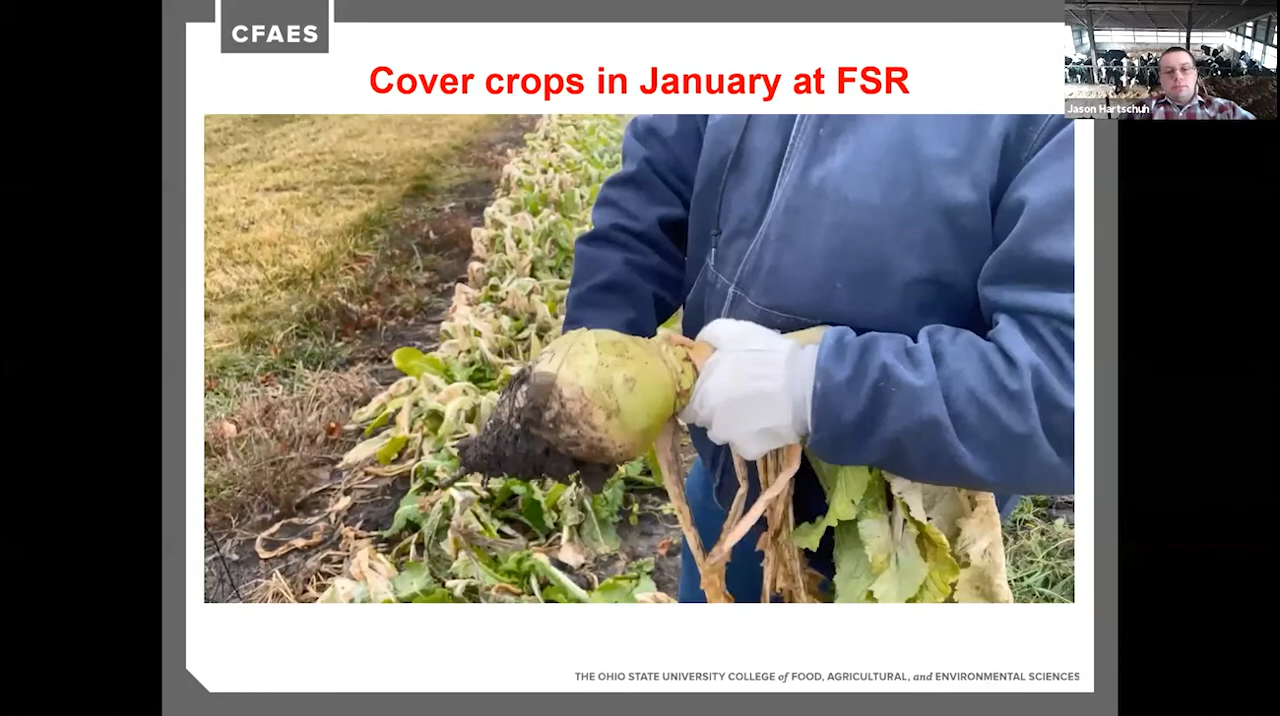 CFAES
Cover crops in January at FSR
Jason Hartschuh
THE OHIO STATE UNIVERSITY COLLEGE of FOOD, AGRICULTURAL, and ENVIRONMENTAL SCIENCES